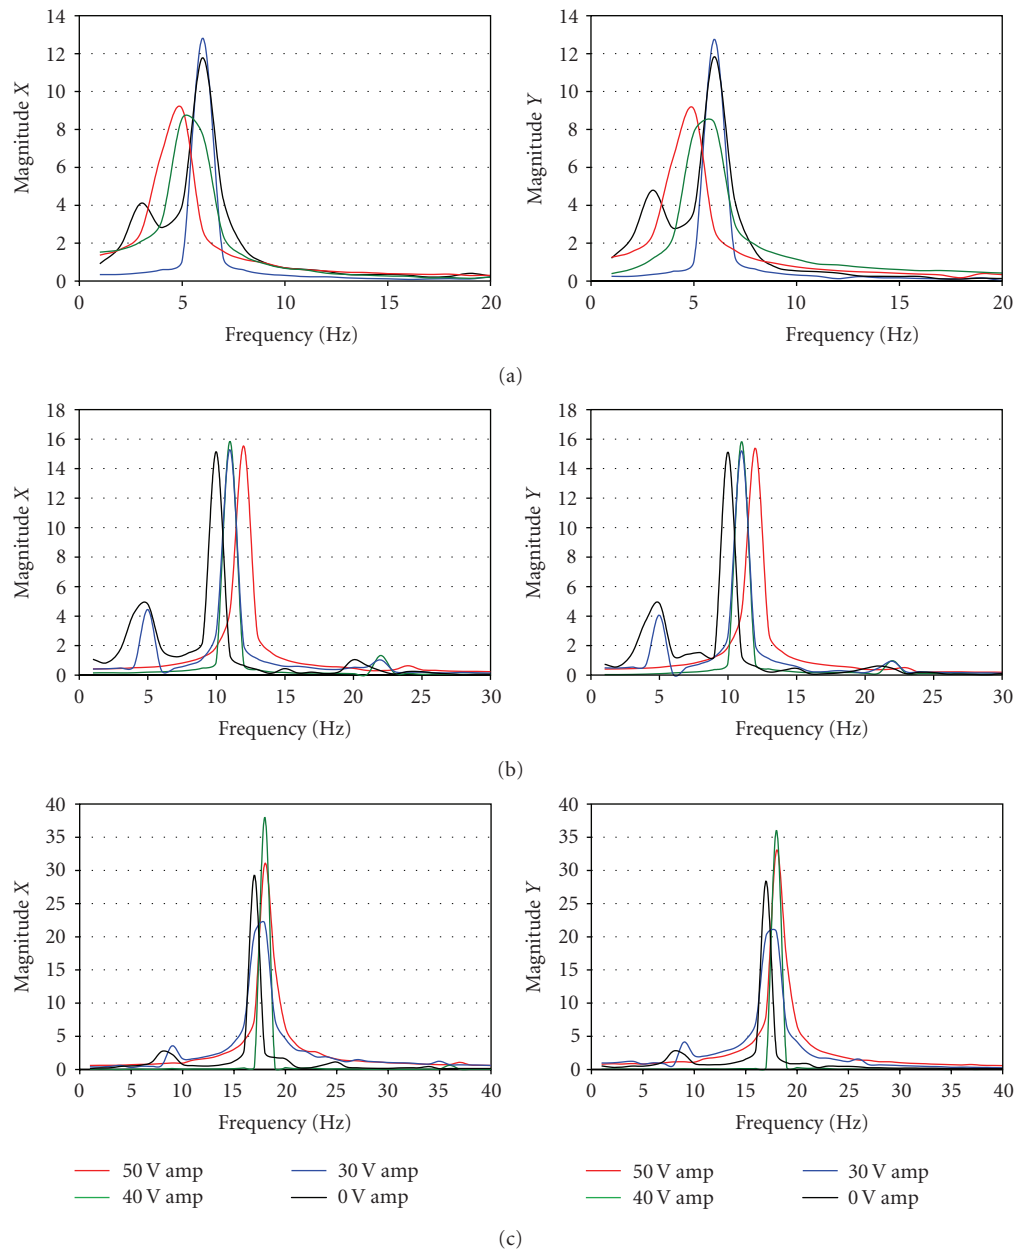 14
12
10
8
6
4
2
0
Magnitude X
0 5 10 15 20
Frequency (Hz)
14
12
10
8
6
4
2
0
Magnitude Y
0 5 10 15 20
Frequency (Hz)
(a)
18
16
14
12
10
8
6
4
2
0
Magnitude X
0 5 10 15 20 25 30
Frequency (Hz)
18
16
14
12
10
8
6
4
2
0
Magnitude Y
0 5 10 15 20 25 30
Frequency (Hz)
(b)
40
35
30
25
20
15
10
5
0
Magnitude X
0 5 10 15 20 25 30 35 40
Frequency (Hz)
40
35
30
25
20
15
10
5
0
Magnitude Y
0 5 10 15 20 25 30 35 40
Frequency (Hz)
50 V amp 30 V amp
40 V amp 0 V amp
50 V amp 30 V amp
40 V amp 0 V amp
(c)